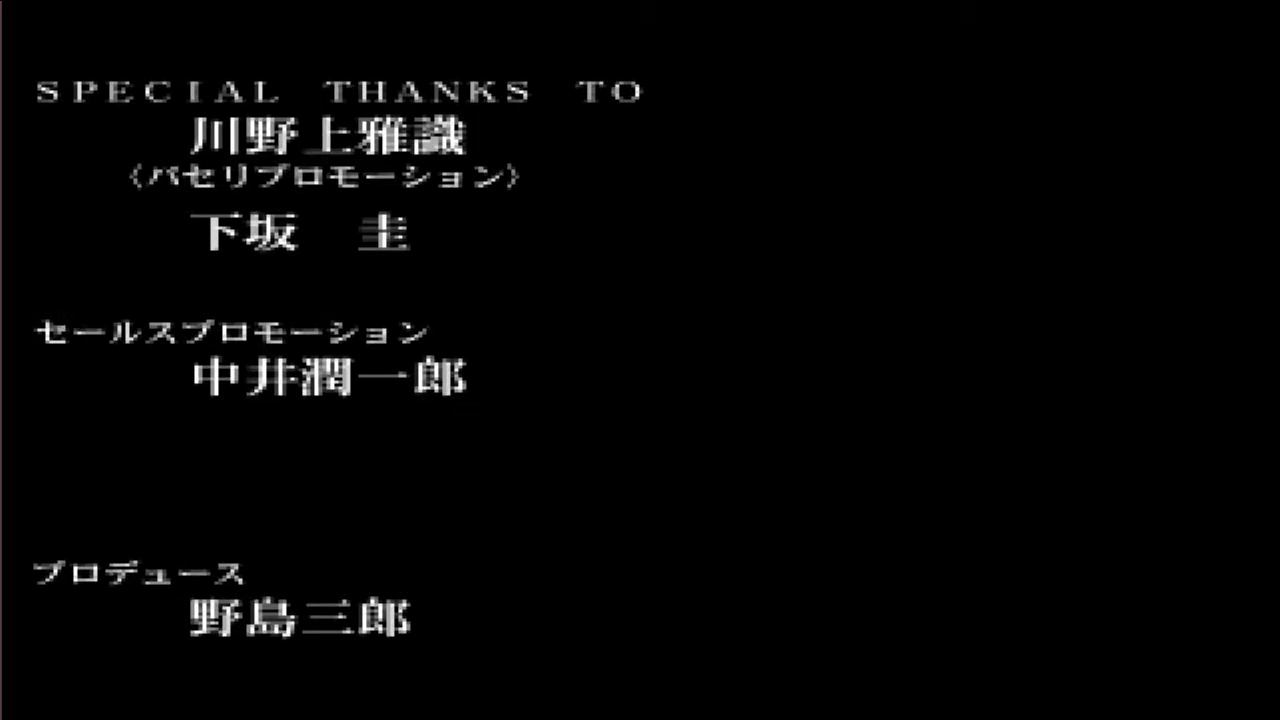 SPECIAL THANKS TO
川野上雅識
〈パセリプロモーション〉
下坂 圭
セールスプロモーション
中井潤一郎
プロデュース
野島三郎